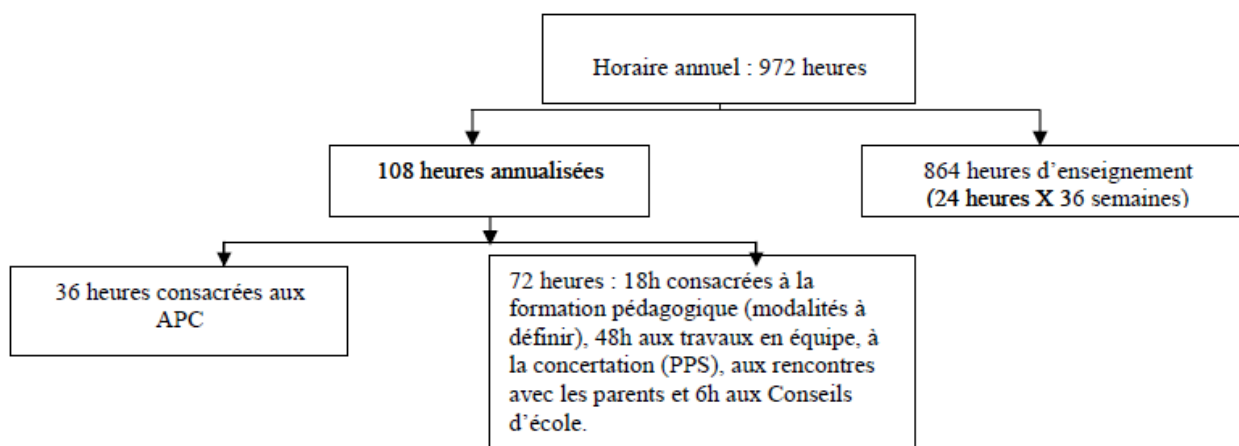 Horaire annuel : 972 heures
108 heures annualisées
864 heures d’enseignement
(24 heures X 36 semaines)
36 heures consacrées aux
APC
72 heures : 18h consacrées à la
formation pédagogique (modalités à
définir), 48h aux travaux en équipe, à
la concertation (PPS), aux rencontres
avec les parents et 6h aux Conseils
d’école.